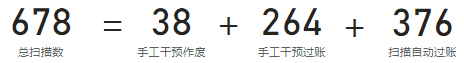 678 = 38 + 264 + 376
总扫描数 手工干预作废 手工干预过账 扫描自动过账